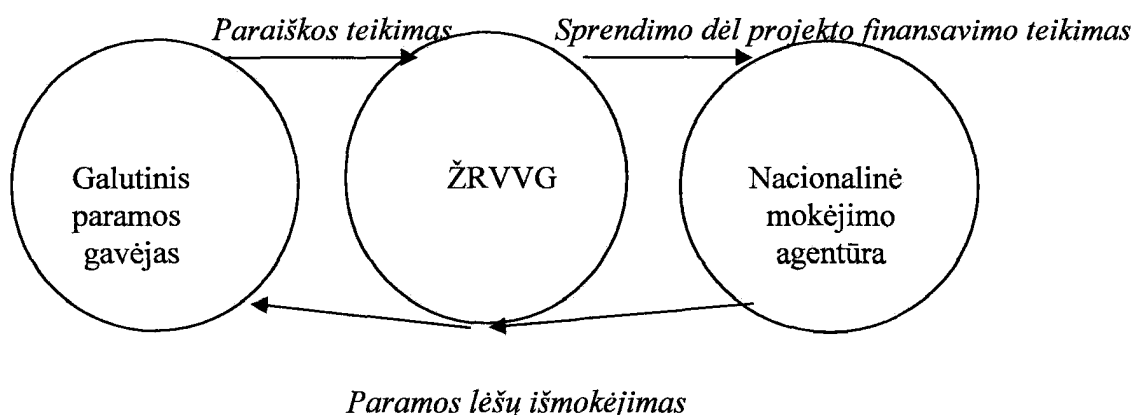 Paraiškos teikimas
Sprendimo dėl projekto finansavimo teikimas
Galutinis
paramos
gavėjas
ŽRVVG
Nacionalinė
mokėjimo
agentūra
Paramos lėšų išmokėjimas